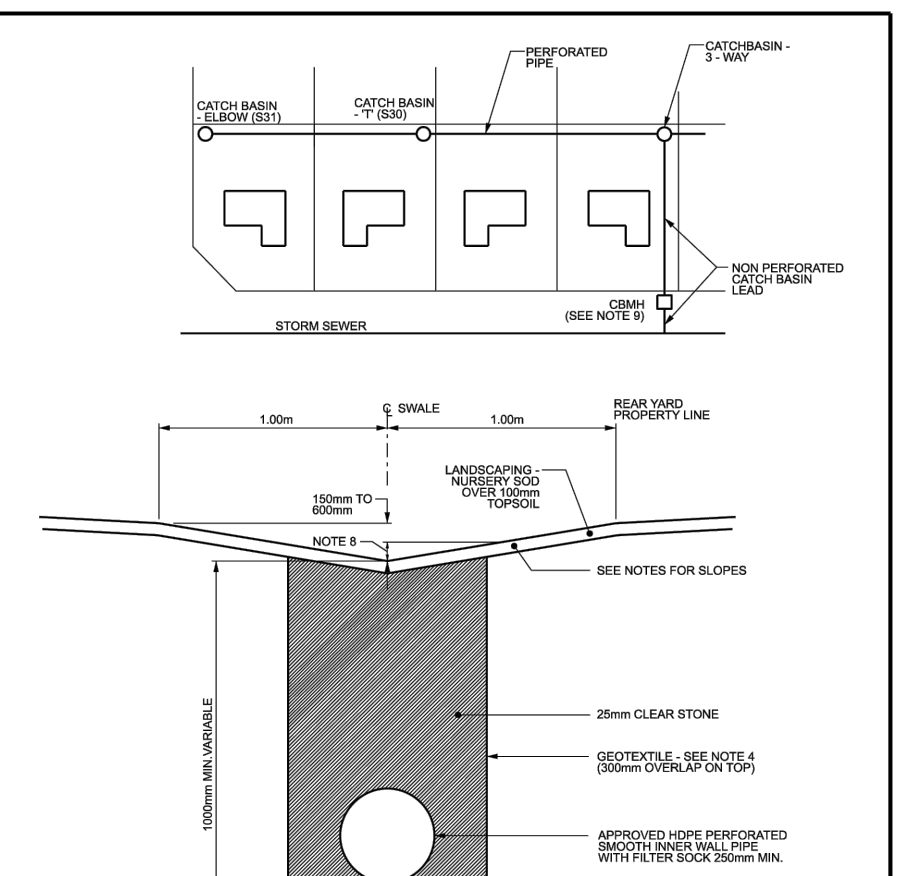 PERFORATED
PIPE
CATCHBASIN -
3 - WAY
CATCH BASIN
- ELBOW (S31)
CATCH BASIN
- 'T' (S30)
NON PERFORATED
CATCH BASIN
LEAD
CBMH
(SEE NOTE 9)
STORM SEWER
℄ SWALE
REAR YARD
PROPERTY LINE
1.00m
1.00m
LANDSCAPING -
NURSERY SOD
OVER 100mm
TOPSOIL
150mm TO
600mm
NOTE 8
SEE NOTES FOR SLOPES
1000mm MIN.VARIABLE
25mm CLEAR STONE
GEOTEXTILE - SEE NOTE 4
(300mm OVERLAP ON TOP)
APPROVED HDPE PERFORATED
SMOOTH INNER WALL PIPE
WITH FILTER SOCK 250mm MIN.